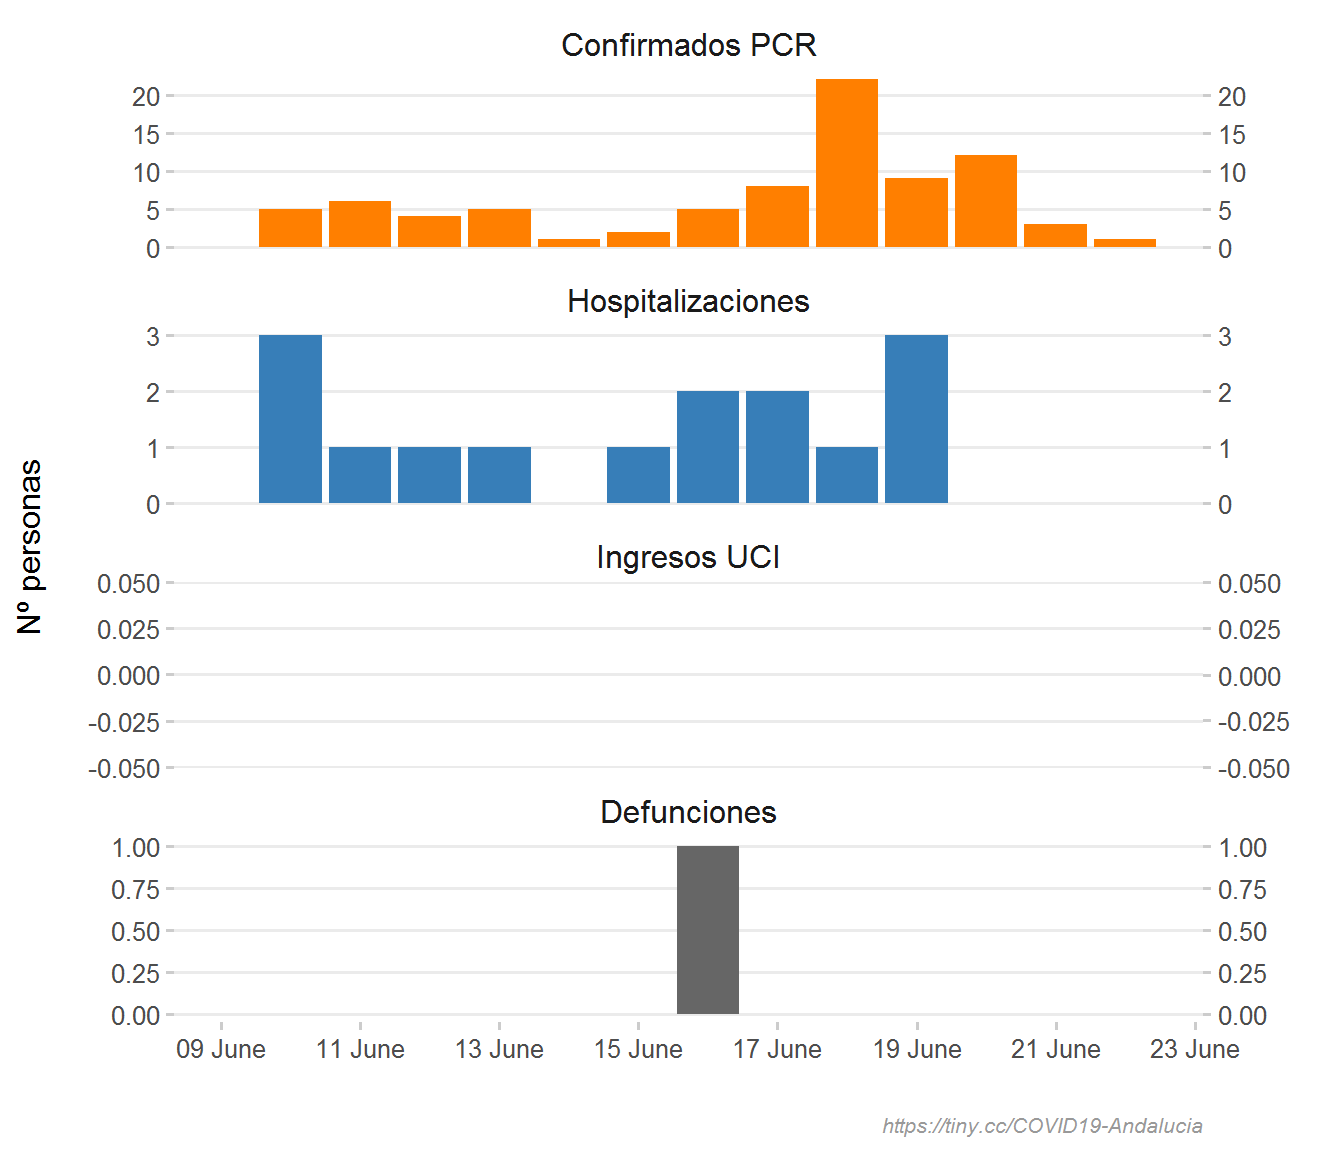 Confirmados PCR
20 20
15 15
10 10
5 5
0 0
Hospitalizaciones
3 3
2 2
1 1
0 0
Nº personas
Ingresos UCI
0.050 0.050
0.025 0.025
0.000 0.000
-0.025 -0.025
-0.050 -0.050
Defunciones
1.00 1.00
0.75 0.75
0.50 0.50
0.25 0.25
0.00 0.00
09 June 11 June 13 June 15 June 17 June 19 June 21 June 23 June
https://tiny.cc/COVID19-Andalucia